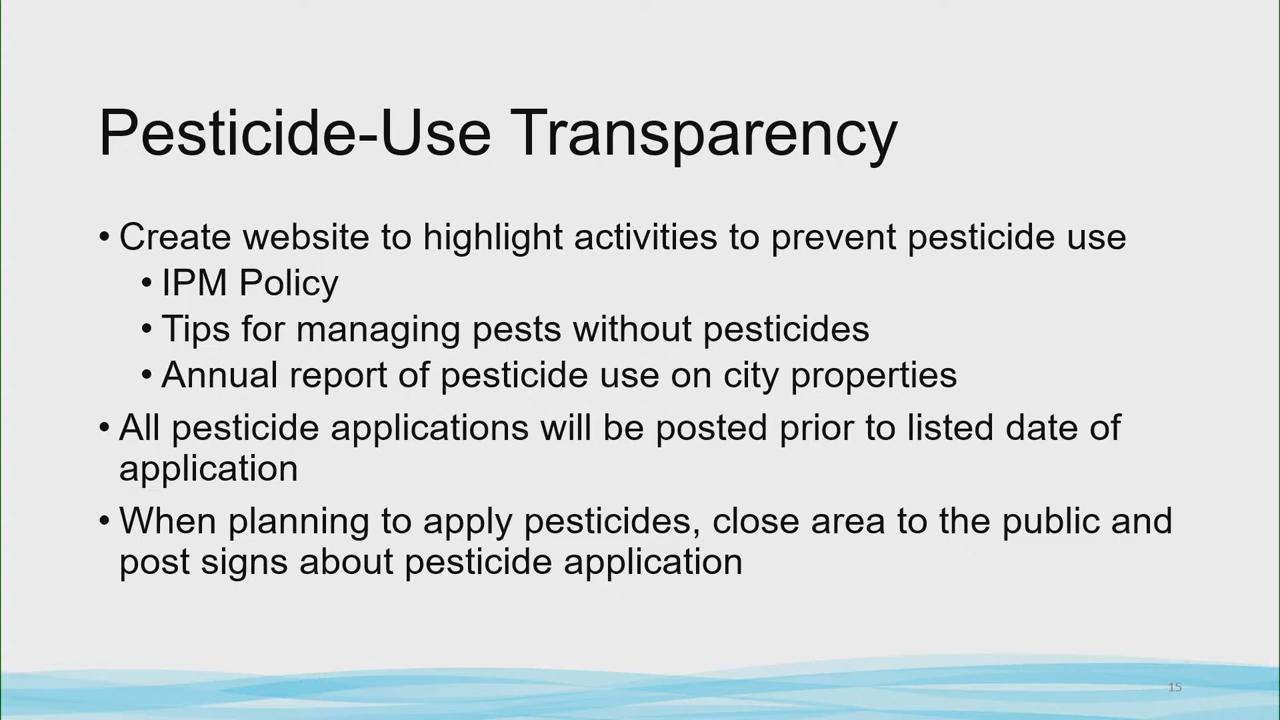 Pesticide-Use Transparency
• Create website to highlight activities to prevent pesticide use
• IPM Policy
• Tips for managing pests without pesticides
• Annual report of pesticide use on city properties
• All pesticide applications will be posted prior to listed date of
application
• When planning to apply pesticides, close area to the public and
post signs about pesticide application
15